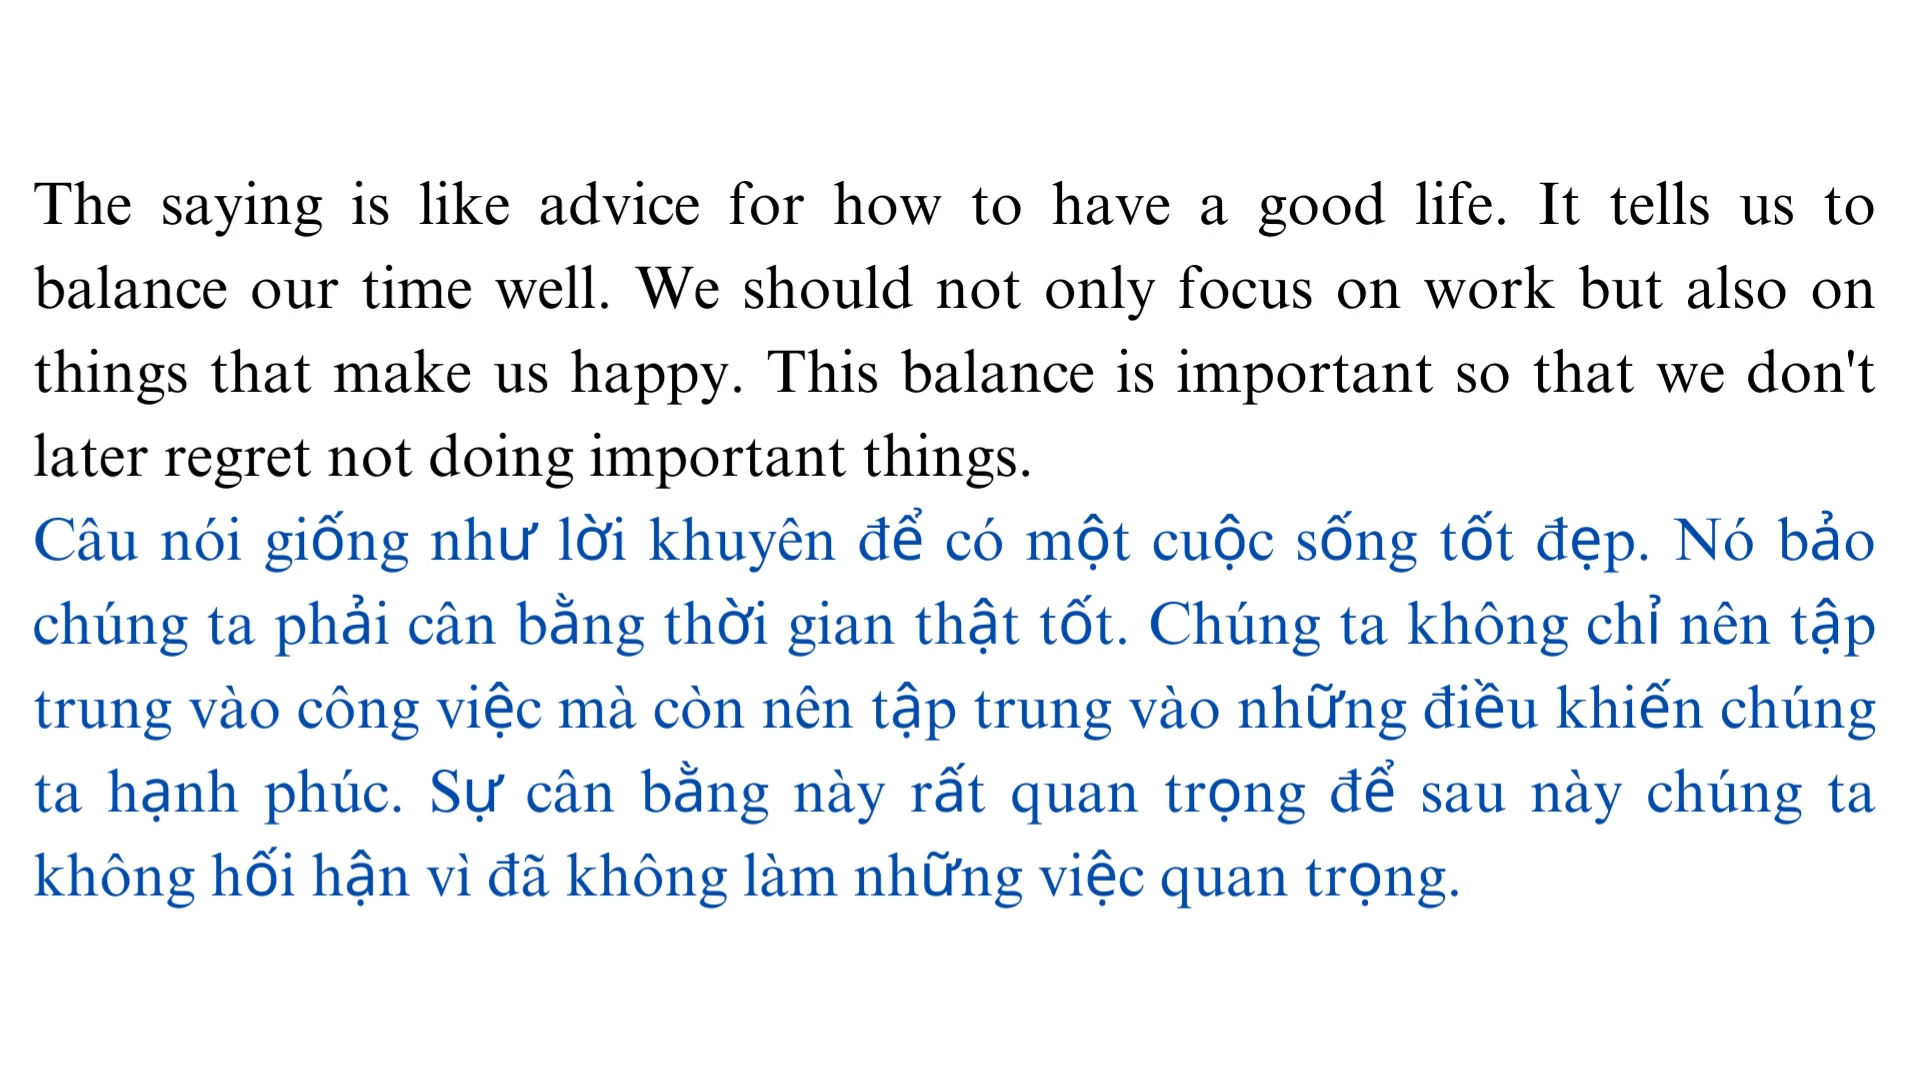 The saying is like advice for how to have a good life. It tells us to
balance our time well. We should not only focus on work but also on
things that make us happy. This balance is important so that we don't
later regret not doing important things.
Câu nói giống như lời khuyên để có một cuộc sống tốt đẹp. Nó bảo
chúng ta phải cân bằng thời gian thật tốt. Chúng ta không chỉ nên tập
trung vào công việc mà còn nên tập trung vào những điều khiến chúng
ta hạnh phúc. Sự cân bằng này rất quan trọng để sau này chúng ta
không hối hận vì đã không làm những việc quan trọng.